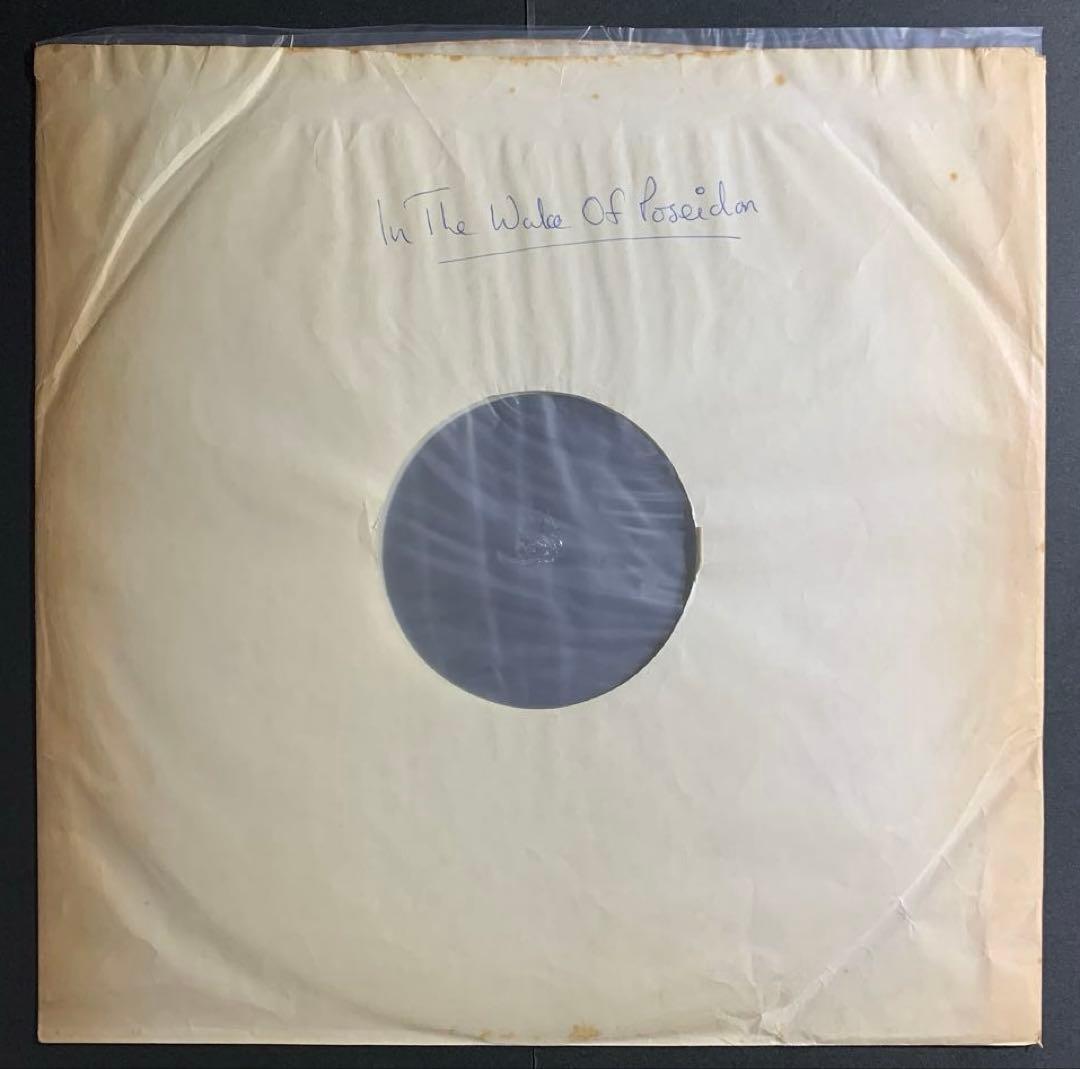 In The Wake Of Poseidon